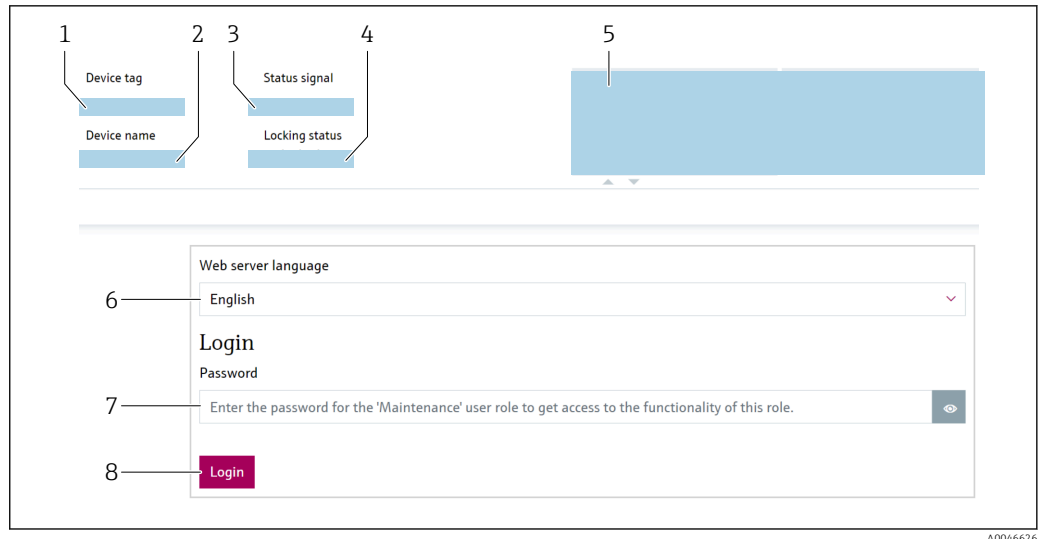 1 2 3 4 5
Device tag Status signal
Device name Locking status
Web server language
6 English
Login
Password
7 Enter the password for the 'Maintenance' user role to get access to the functionality of this role.
8 Login
A0046626